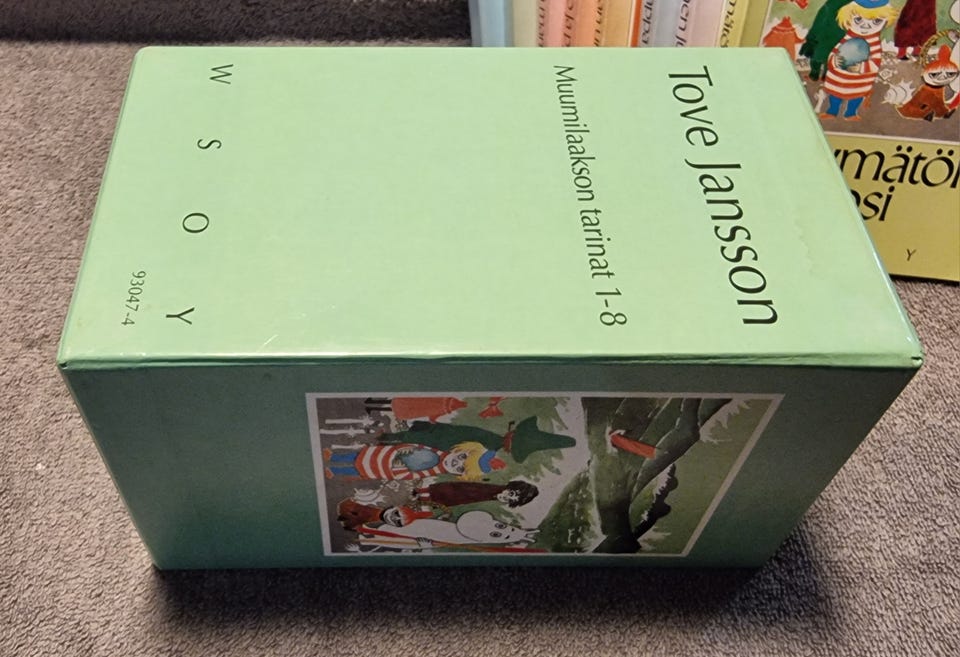 Tove Jansson
Muumilaakson tarinat 1-8
W S O Y
93047-4
Y